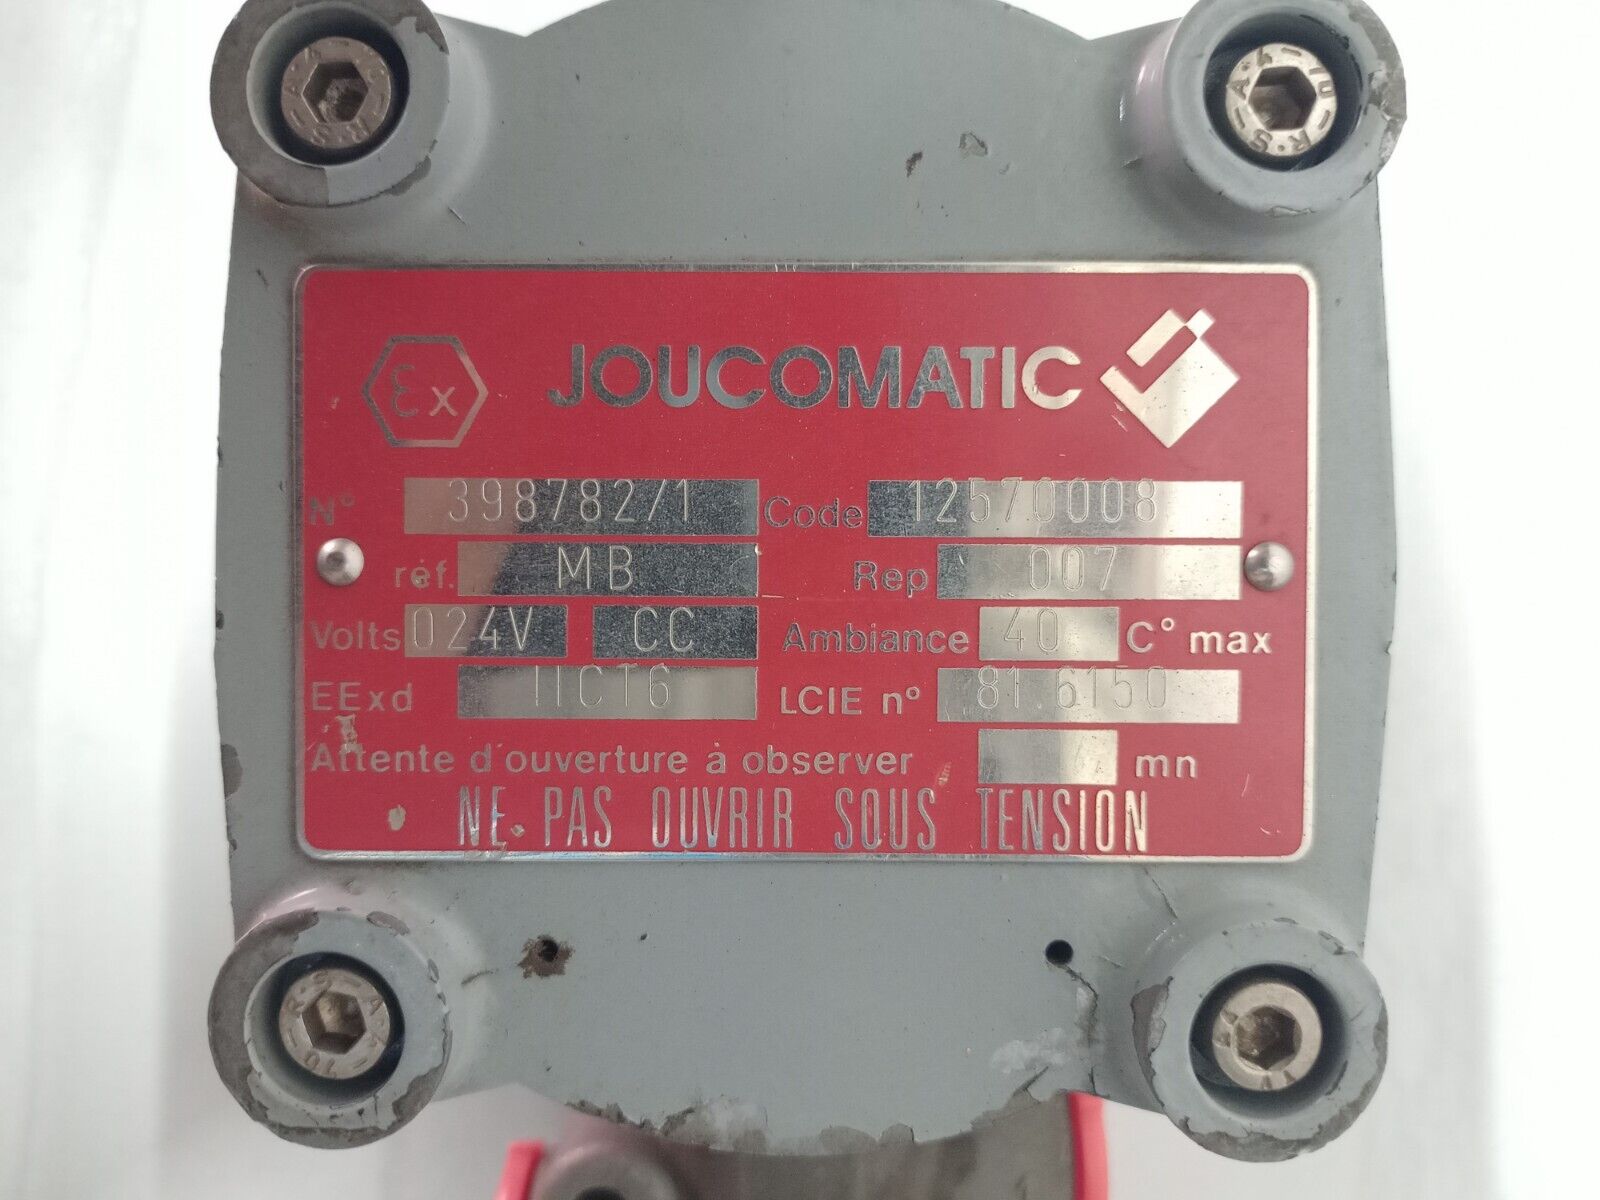 εx JOUCOMATIC
N° 398782/1 Code 12570008
réf. MB Rep 007
Volts 024V CC Ambiance 40 C° max
EExd IICT6 LCIE n° 81.6150
Attente d'ouverture à observer mn
NE PAS OUVRIR SOUS TENSION